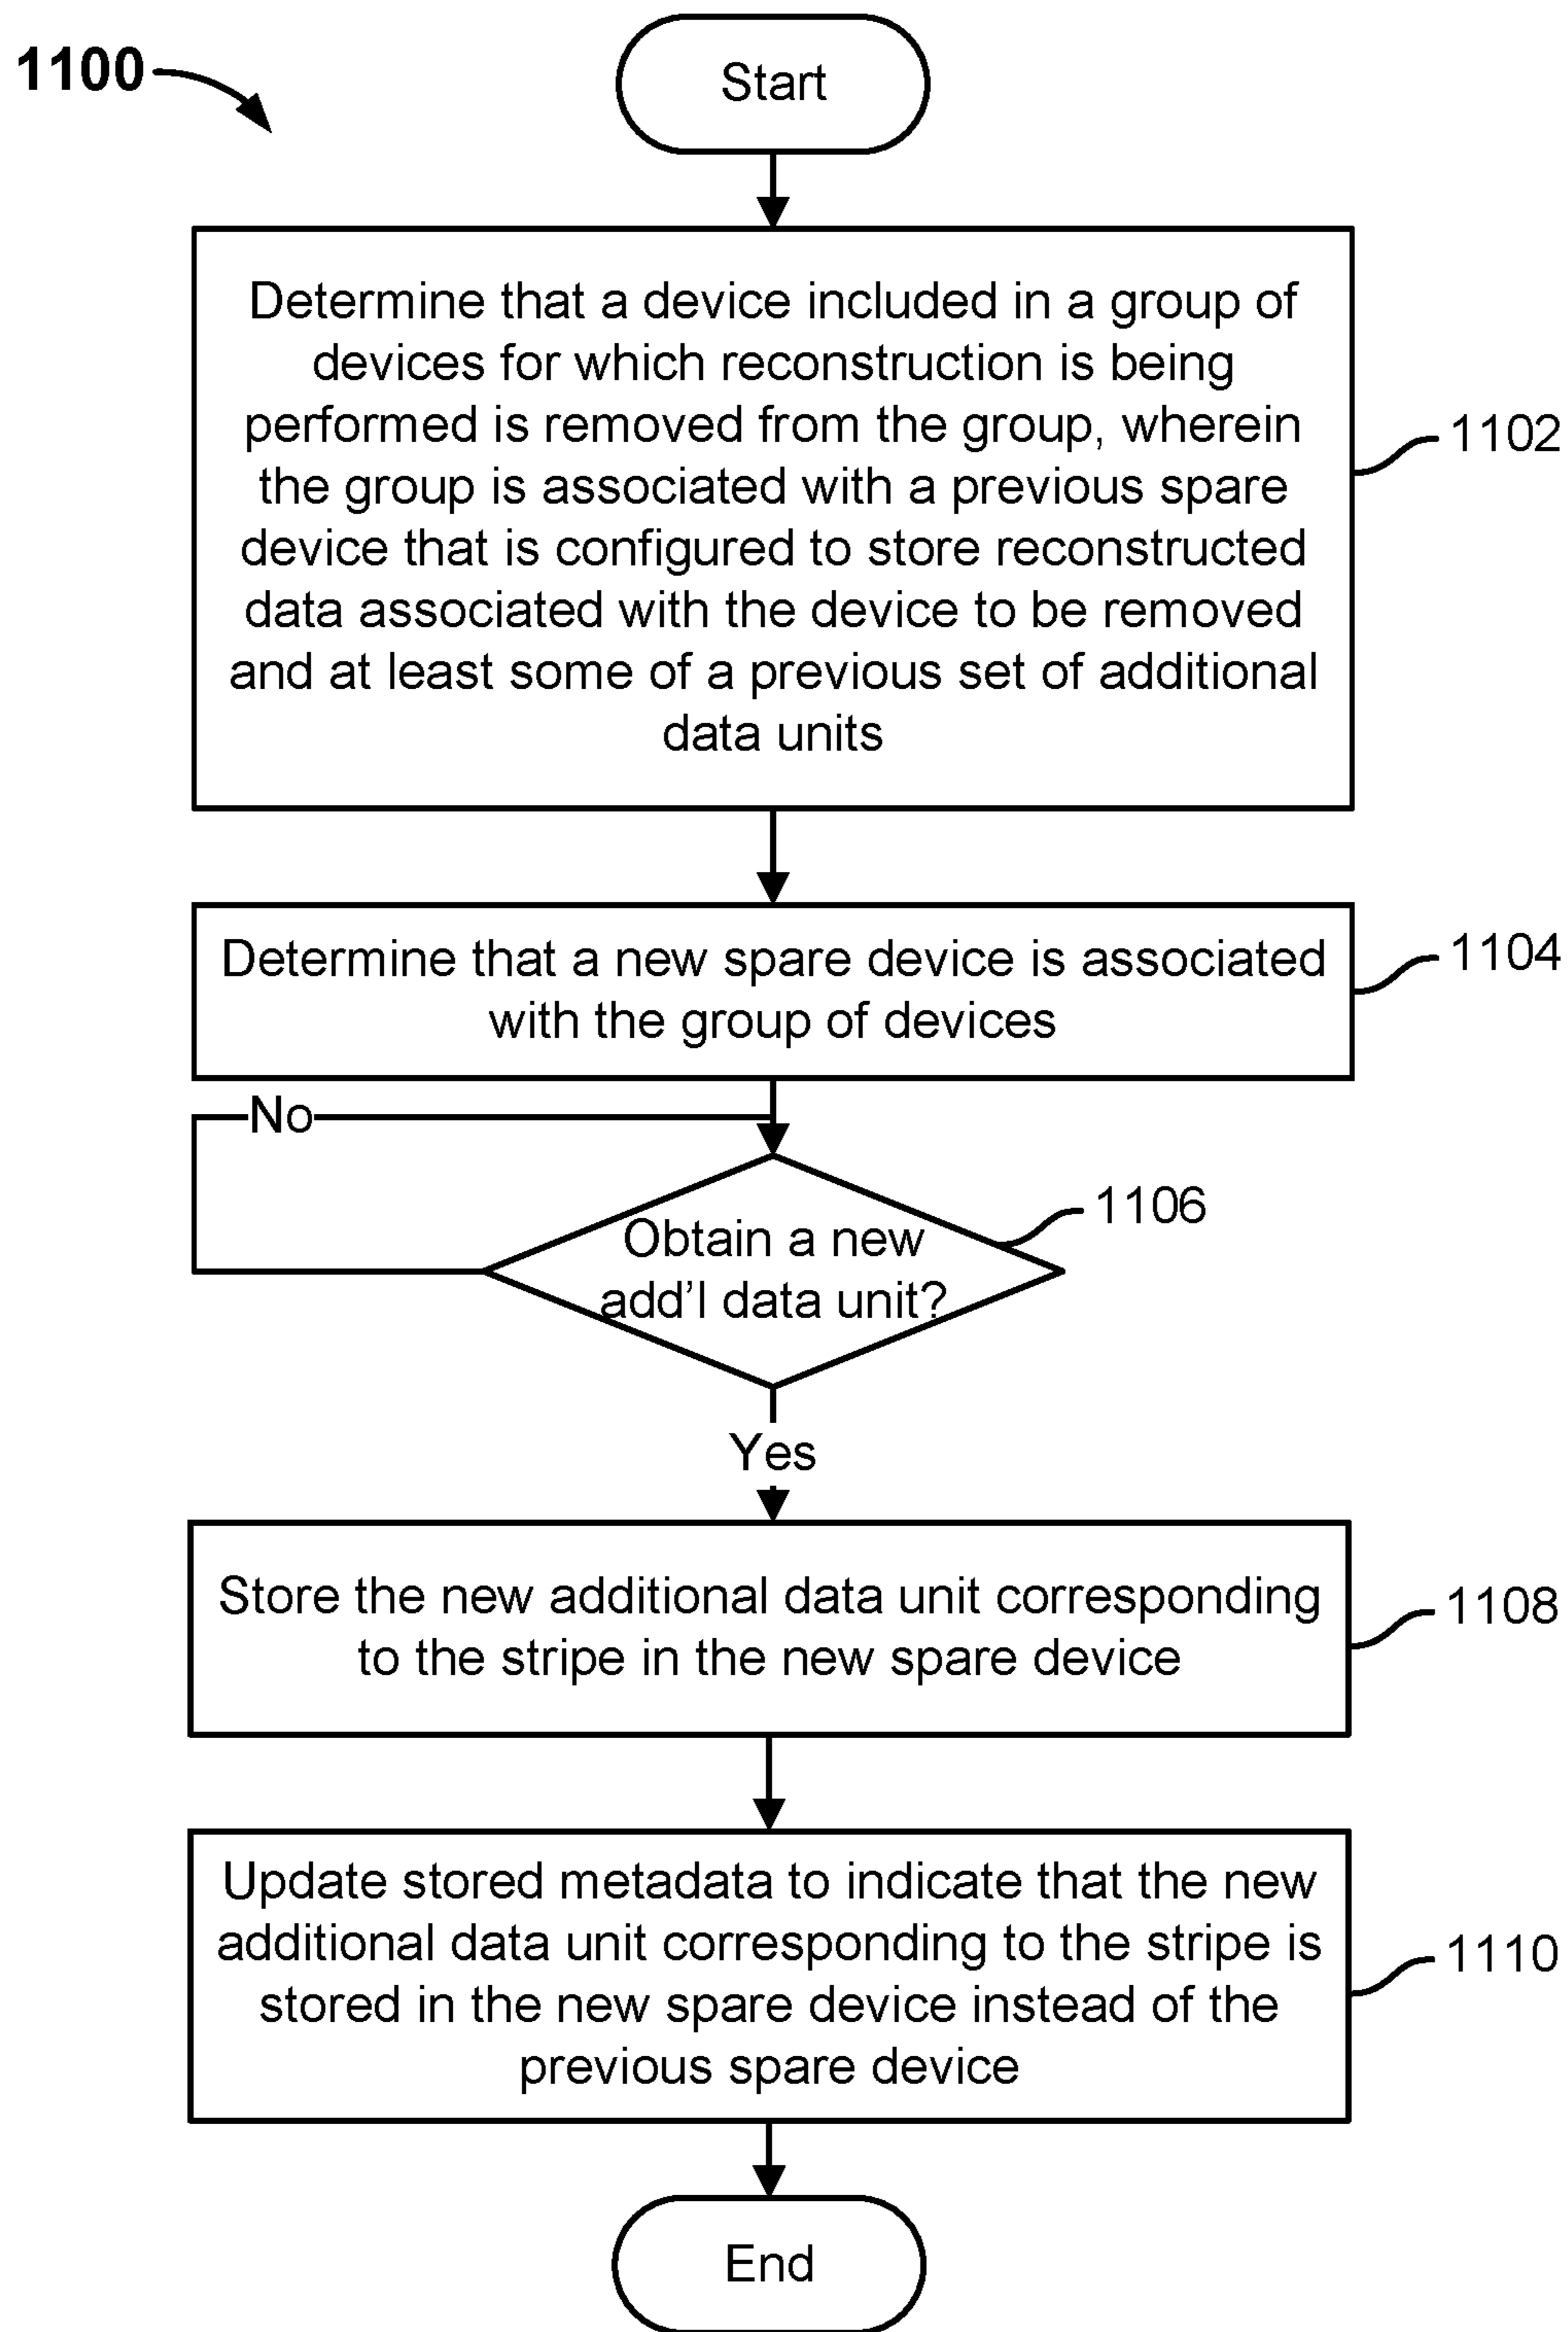 1100
Start
Determine that a device included in a group of
devices for which reconstruction is being
performed is removed from the group, wherein
the group is associated with a previous spare
device that is configured to store reconstructed
data associated with the device to be removed
and at least some of a previous set of additional
data units
1102
Determine that a new spare device is associated
with the group of devices
1104
No
Obtain a new
add'l data unit?
1106
Yes
Store the new additional data unit corresponding
to the stripe in the new spare device
1108
Update stored metadata to indicate that the new
additional data unit corresponding to the stripe is
stored in the new spare device instead of the
previous spare device
1110
End